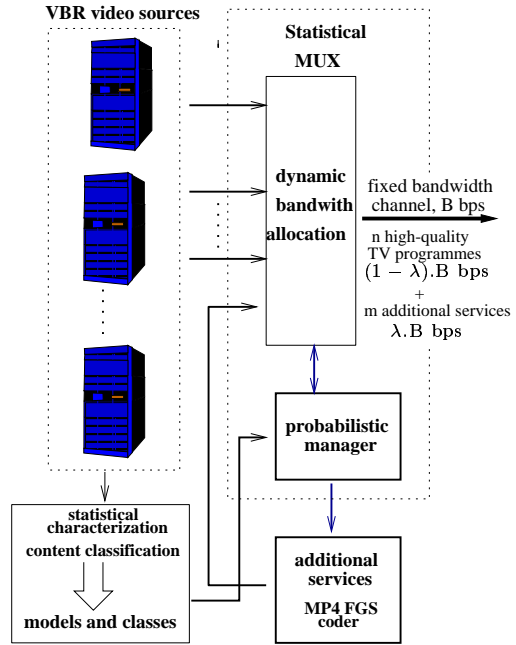 VBR video sources
Statistical
MUX
dynamic
bandwith
allocation
fixed bandwidth
channel, B bps
n high-quality
TV programmes
(1 − λ).B bps
+
m additional services
λ.B bps
probabilistic
manager
statistical
characterization
content classification
models and classes
additional
services
MP4 FGS
coder